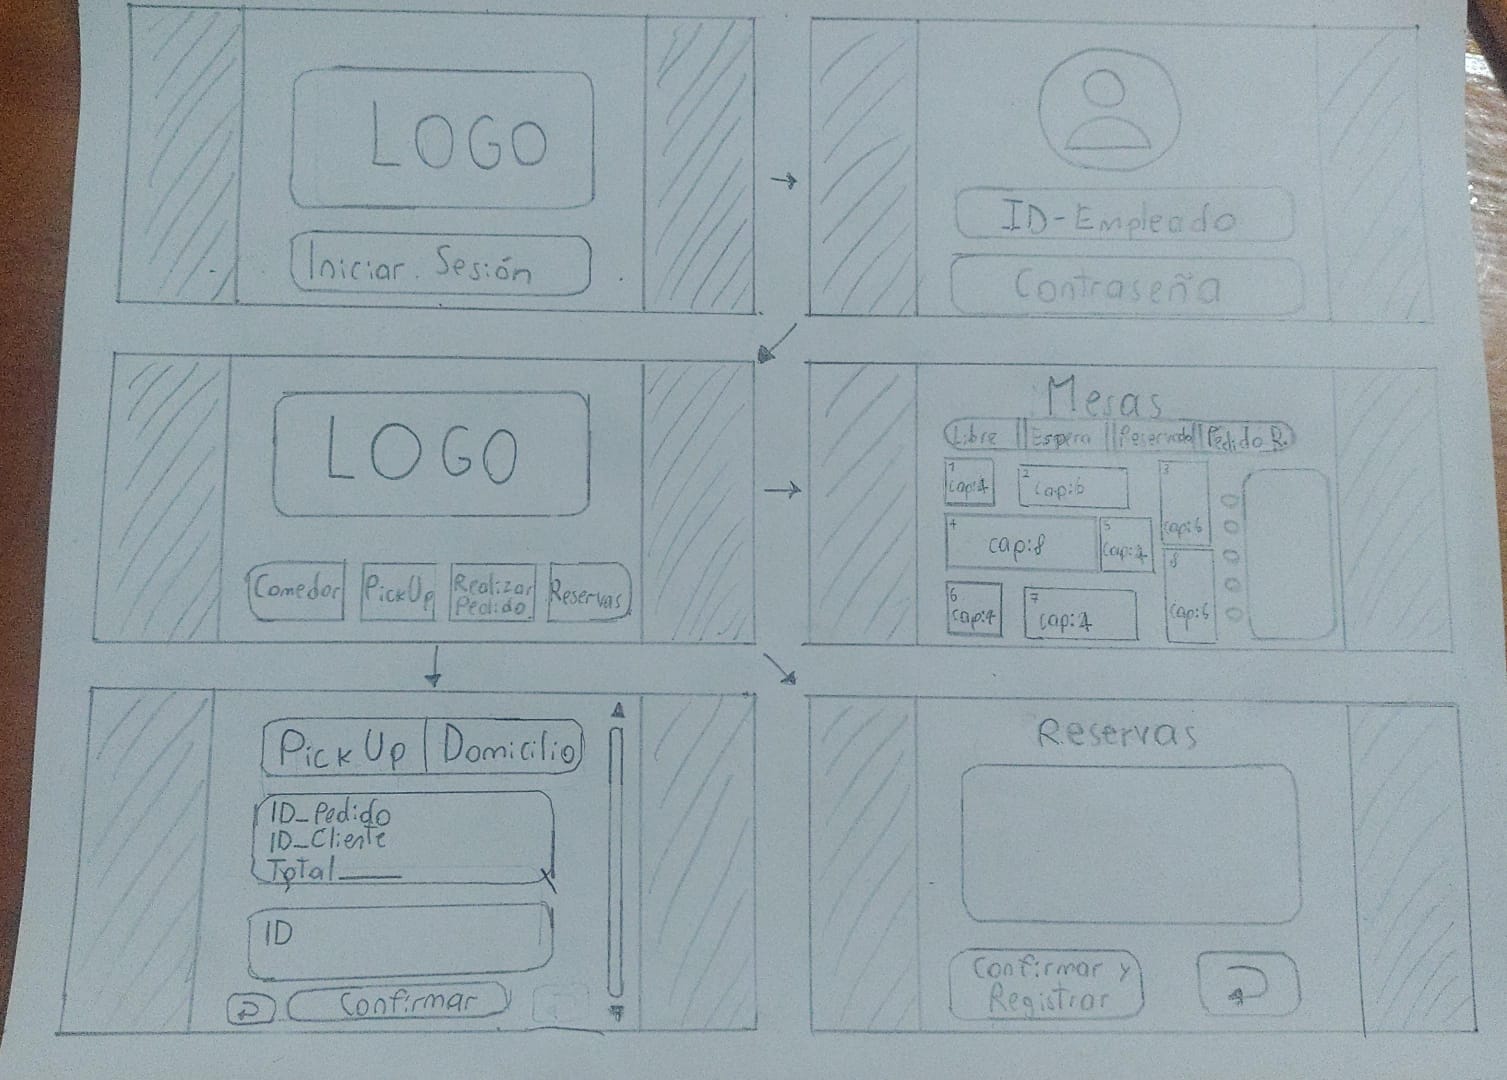 LOGO
Iniciar Sesión
ID-Empleado
Contraseña
LOGO
Comedor PickUp Realizar Pedido Reservas
Mesas
Libre Espera Reservado Pedido R.
1 cap:4
2 cap:6
3 cap:6
4 cap:8
5 cap:4
6 cap:4
7 cap:4
8 cap:6
PickUp Domicilio
ID_Pedido
ID_Cliente
Total
ID
Confirmar
Reservas
Confirmar y
Registrar